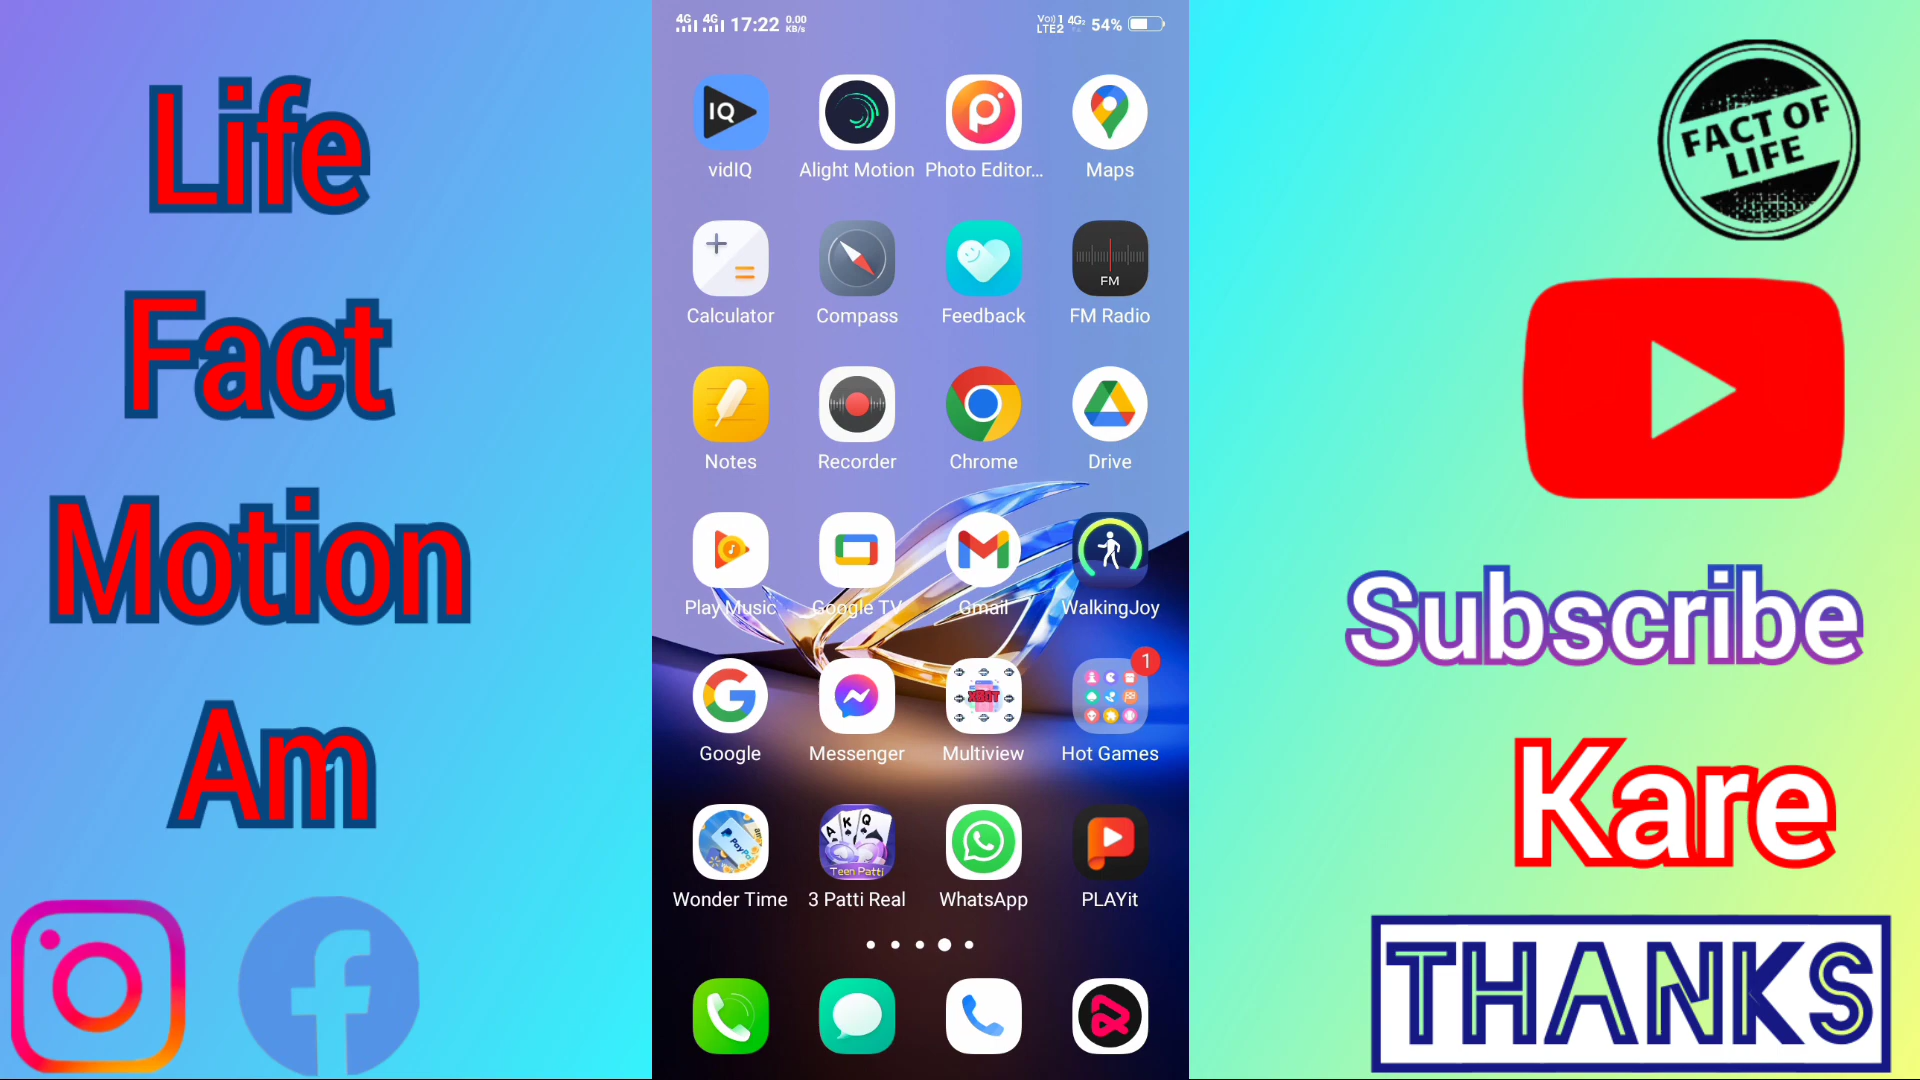 Life
Fact
Motion
Am
4G 4G 17:22 0.00 KB/s
Vo) 1 LTE2 4G2 54%
IQ
vidIQ Alight Motion Photo Editor... Maps
FM
Calculator Compass Feedback FM Radio
Notes Recorder Chrome Drive
Play Music Google TV Gmail WalkingJoy
1
Google Messenger Multiview Hot Games
PayPal
A K Q
Teen Patti
Wonder Time 3 Patti Real WhatsApp PLAYit
FACT OF
LIFE
Subscribe
Kare
THANKS